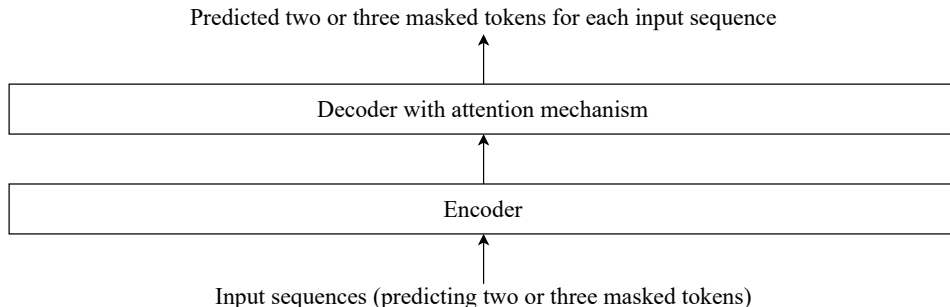 Predicted two or three masked tokens for each input sequence
Decoder with attention mechanism
Encoder
Input sequences (predicting two or three masked tokens)